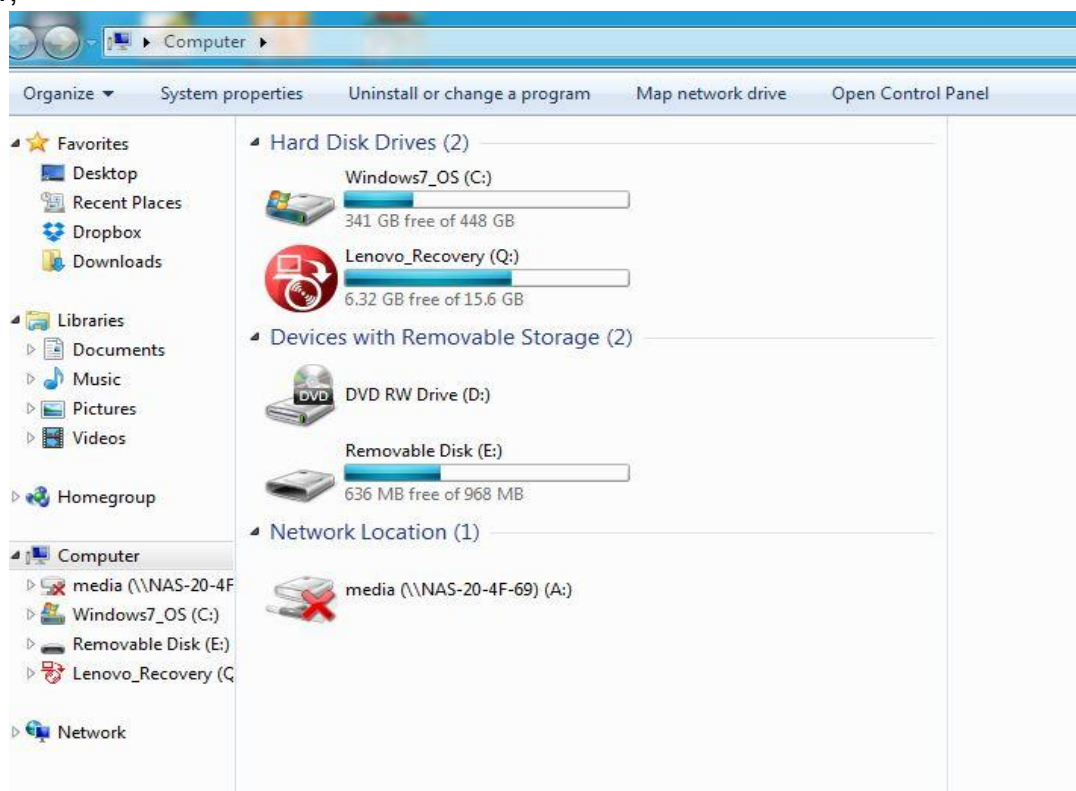 Computer
Organize System properties Uninstall or change a program Map network drive Open Control Panel
Favorites
Desktop
Recent Places
Dropbox
Downloads
Libraries
Documents
Music
Pictures
Videos
Homegroup
Computer
media (\\NAS-20-4F
Windows7_OS (C:)
Removable Disk (E:)
Lenovo_Recovery (Q
Network
Hard Disk Drives (2)
Windows7_OS (C:)
341 GB free of 448 GB
Lenovo_Recovery (Q:)
6.32 GB free of 15.6 GB
Devices with Removable Storage (2)
DVD
DVD RW Drive (D:)
Removable Disk (E:)
636 MB free of 968 MB
Network Location (1)
media (\\NAS-20-4F-69) (A:)